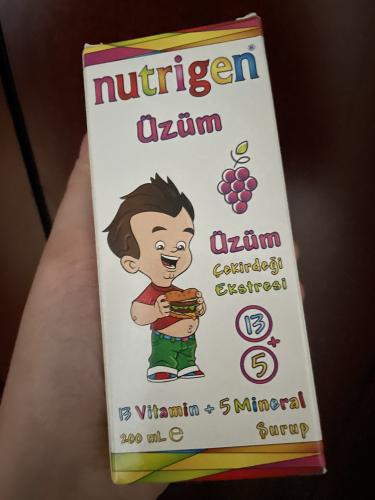 nutrigen®
Üzüm
Üzüm
Çekirdeği
Ekstresi
13
+
5
13 Vitamin + 5 Mineral
200 mL ℮
Şurup